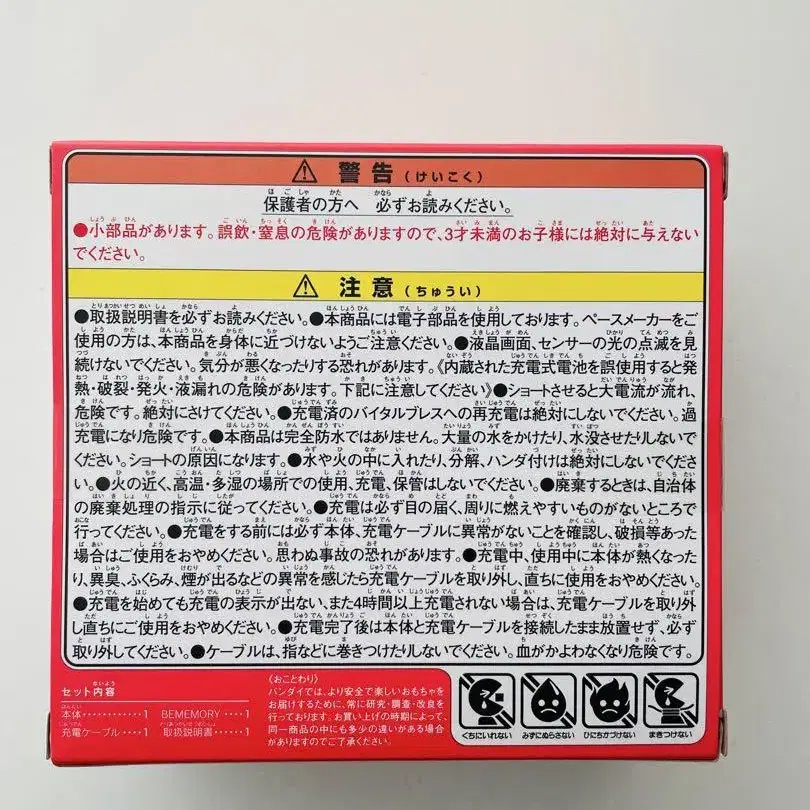 ⚠ 警告(けいこく)
保護者の方へ 必ずお読みください。
●小部品があります。誤飲・窒息の危険がありますので、3才未満のお子様には絶対に与えない
でください。
⚠ 注意(ちゅうい)
●取扱説明書を必ずお読みください。●本商品には電子部品を使用しております。ペースメーカーをご
使用の方は、本商品を身体に近づけないようご注意ください。●液晶画面、センサーの光の点滅を見
続けないでください。気分が悪くなったりする恐れがあります。《内蔵された充電式電池を誤使用すると発
熱・破裂・発火・液漏れの危険があります。下記に注意してください》●ショートさせると大電流が流れ、
危険です。絶対にさけてください。●充電済のバイタルブレスへの再充電は絶対にしないでください。過
充電になり危険です。●本商品は完全防水ではありません。大量の水をかけたり、水没させたりしないで
ください。ショートの原因になります。●水や火の中に入れたり、分解、ハンダ付けは絶対にしないでくださ
い。●火の近く、高温・多湿の場所での使用、充電、保管はしないでください。●廃棄するときは、自治体
の廃棄処理の指示に従ってください。●充電は必ず目の届く、周りに燃えやすいものがないところで
行ってください。●充電をする前には必ず本体、充電ケーブルに異常がないことを確認し、破損等あった
場合はご使用をおやめください。思わぬ事故の恐れがあります。●充電中、使用中に本体が熱くなった
り、異臭、ふくらみ、煙が出るなどの異常を感じたら充電ケーブルを取り外し、直ちに使用をおやめください。
●充電を始めても充電の表示が出ない、また4時間以上充電されない場合は、充電ケーブルを取り外
し直ちにご使用をおやめください。●充電完了後は本体と充電ケーブルを接続したまま放置せず、必ず
取り外してください。●ケーブルは、指などに巻きつけたりしないでください。血がかよわなくなり危険です。
セット内容
本体・・・・・・・・・・・1 BEMEMORY・・・・1
充電ケーブル・・・・1 取扱説明書・・・・・・1
《おことわり》
バンダイでは、より安全で楽しいおもちゃを
お届けするために、常に研究・調査・改良を
行っております。お買い上げの時期によって、
同一商品の中にも多少の違いがある場合
がありますのでご了承ください。
くちにいれない みずにぬらさない ひにちかづけない まきつけない